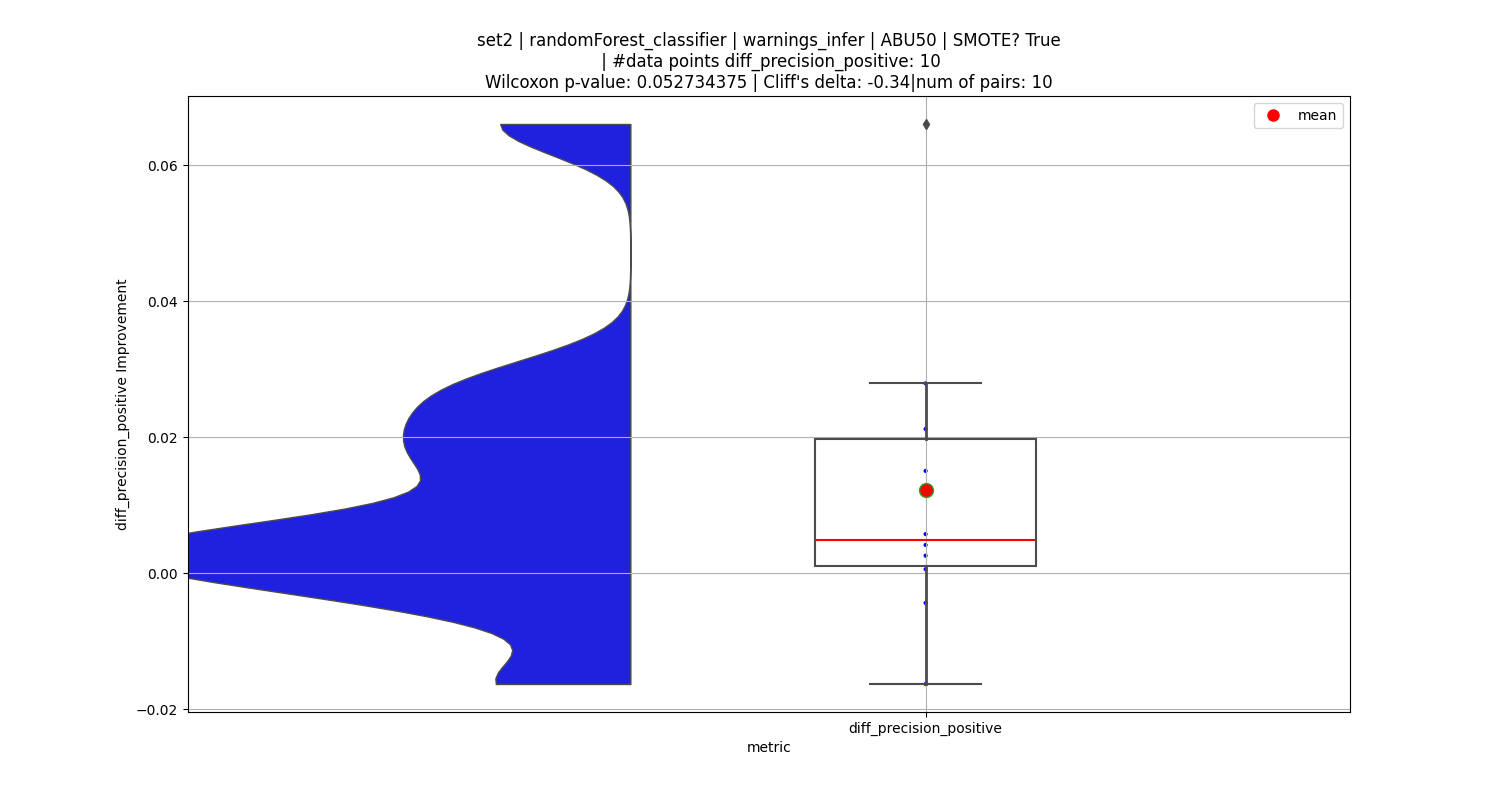 set2 | randomForest_classifier | warnings_infer | ABU50 | SMOTE? True
| #data points diff_precision_positive: 10
Wilcoxon p-value: 0.052734375 | Cliff's delta: -0.34|num of pairs: 10
mean
0.06
0.04
0.02
0.00
−0.02
diff_precision_positive Improvement
diff_precision_positive
metric